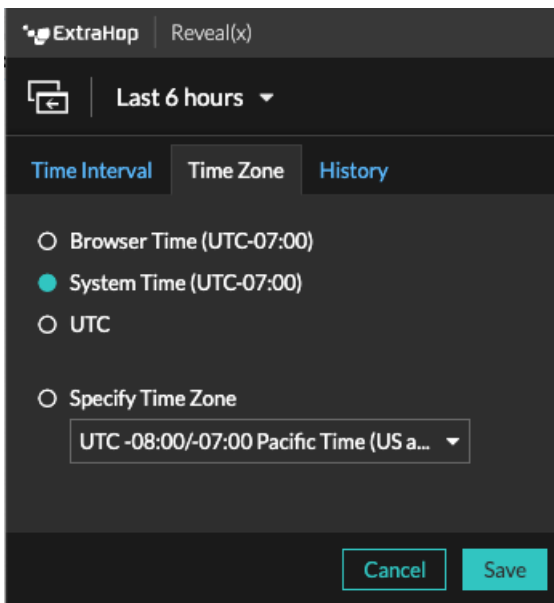 ExtraHop Reveal(x)
Last 6 hours
Time Interval Time Zone History
Browser Time (UTC-07:00)
System Time (UTC-07:00)
UTC
Specify Time Zone
UTC -08:00/-07:00 Pacific Time (US a...
Cancel Save